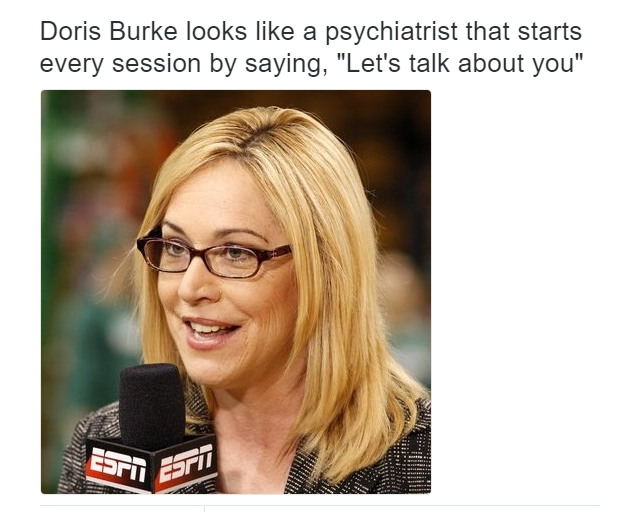 Doris Burke looks like a psychiatrist that starts
every session by saying, "Let's talk about you"
ESPN ESPN